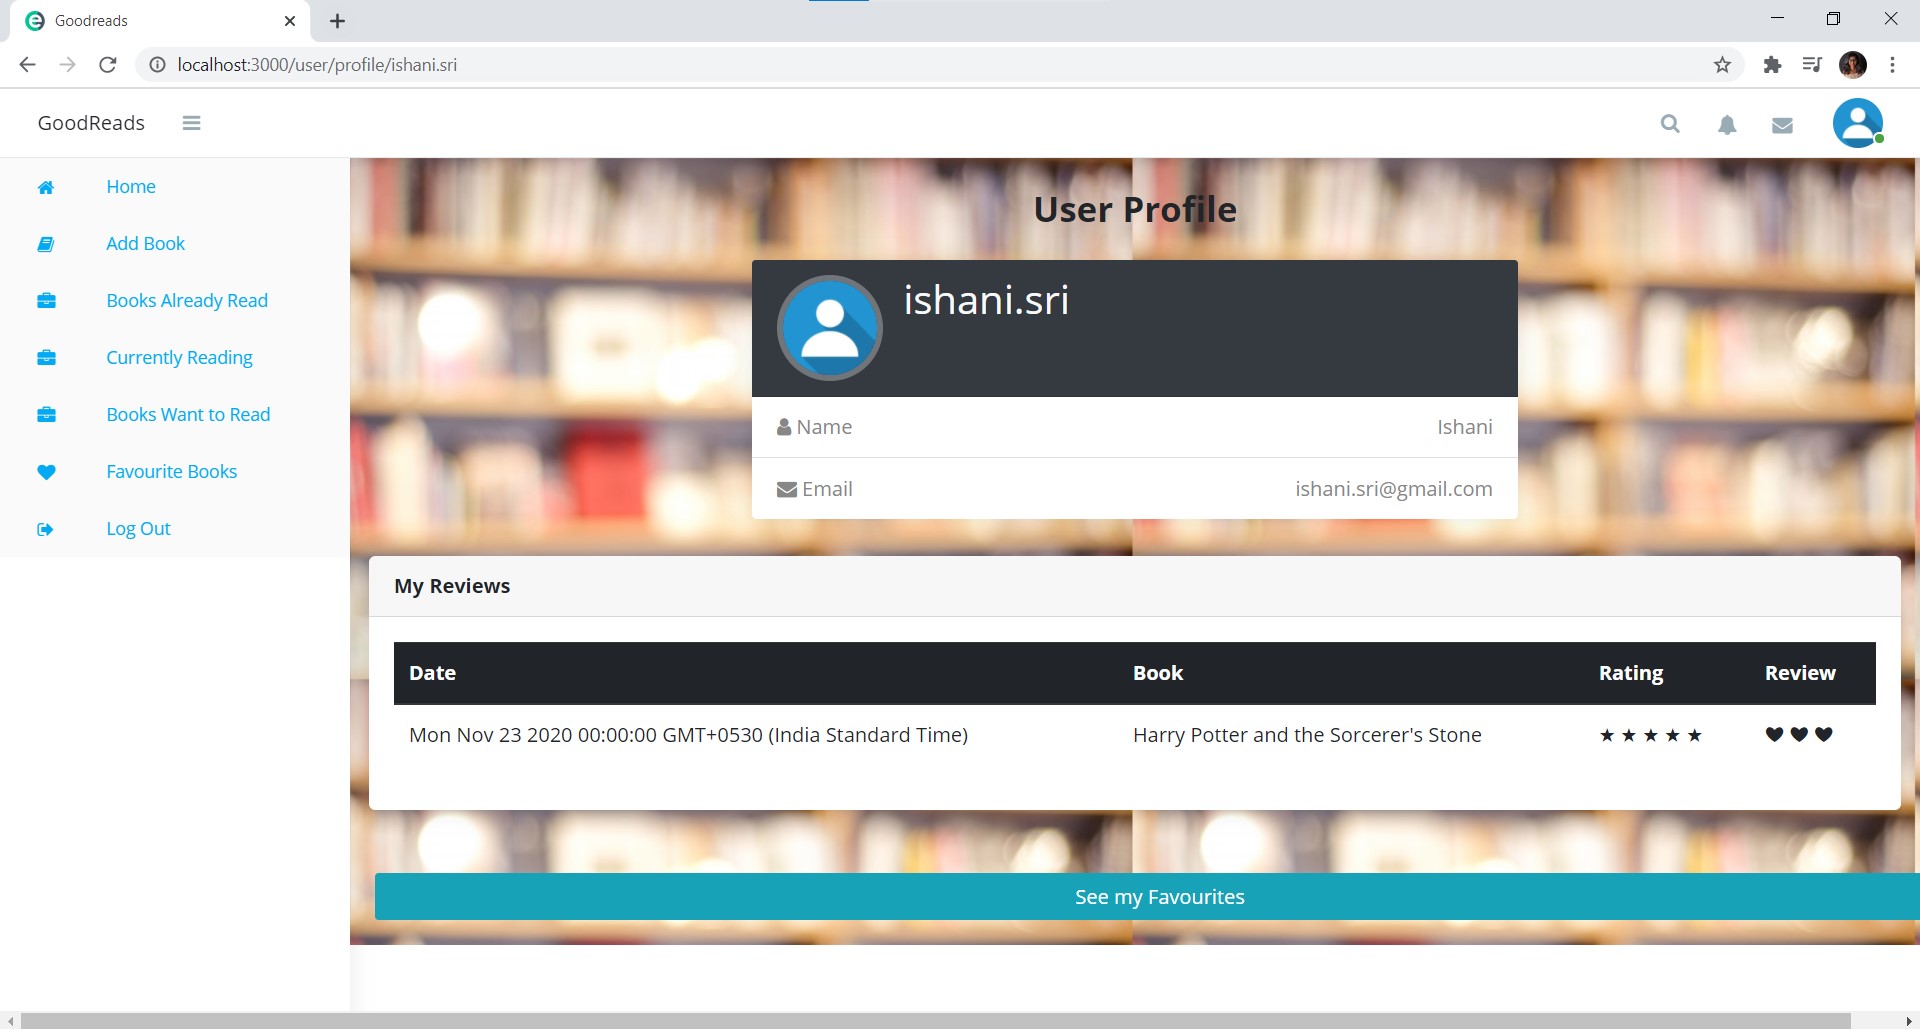 Goodreads
localhost:3000/user/profile/ishani.sri
GoodReads
Home
Add Book
Books Already Read
Currently Reading
Books Want to Read
Favourite Books
Log Out
User Profile
ishani.sri
Name Ishani
Email ishani.sri@gmail.com
My Reviews
Date Book Rating Review
Mon Nov 23 2020 00:00:00 GMT+0530 (India Standard Time) Harry Potter and the Sorcerer's Stone ★ ★ ★ ★ ★ ♥ ♥ ♥
See my Favourites